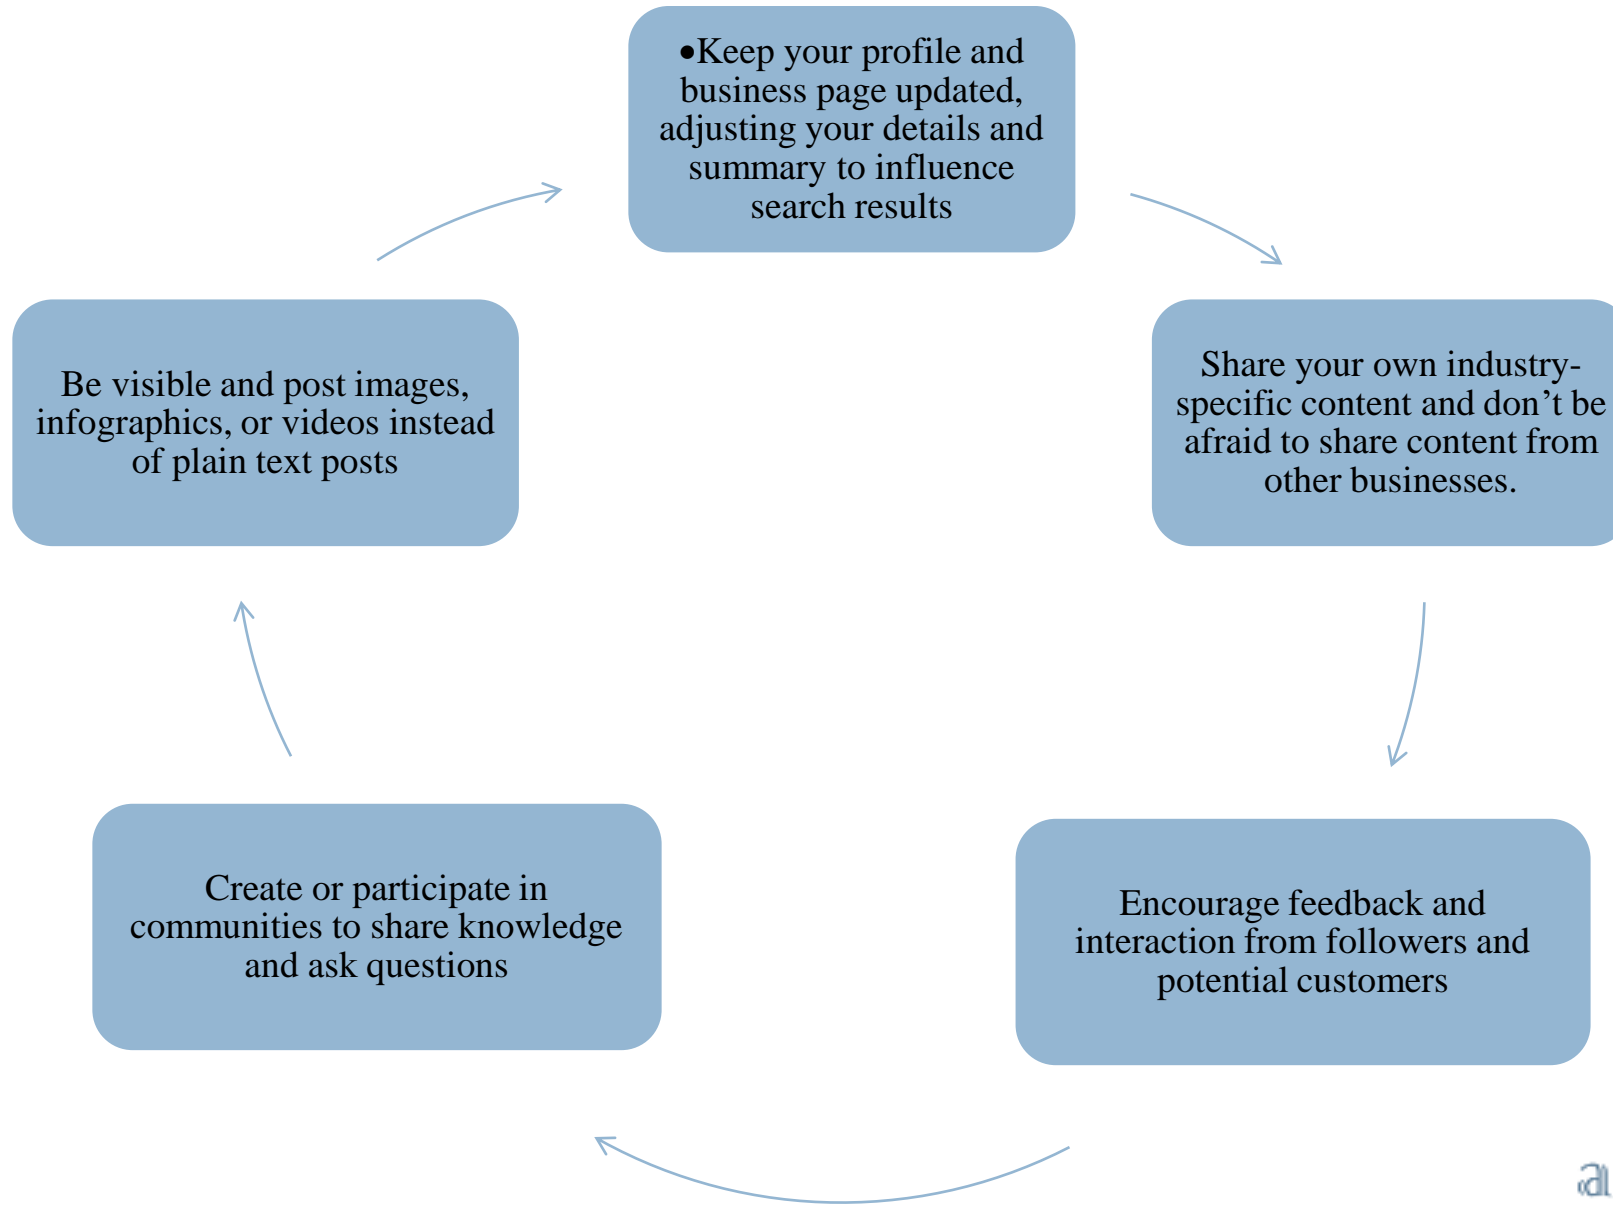 •Keep your profile and
business page updated,
adjusting your details and
summary to influence
search results
Share your own industry-
specific content and don’t be
afraid to share content from
other businesses.
Encourage feedback and
interaction from followers and
potential customers
Create or participate in
communities to share knowledge
and ask questions
Be visible and post images,
infographics, or videos instead
of plain text posts